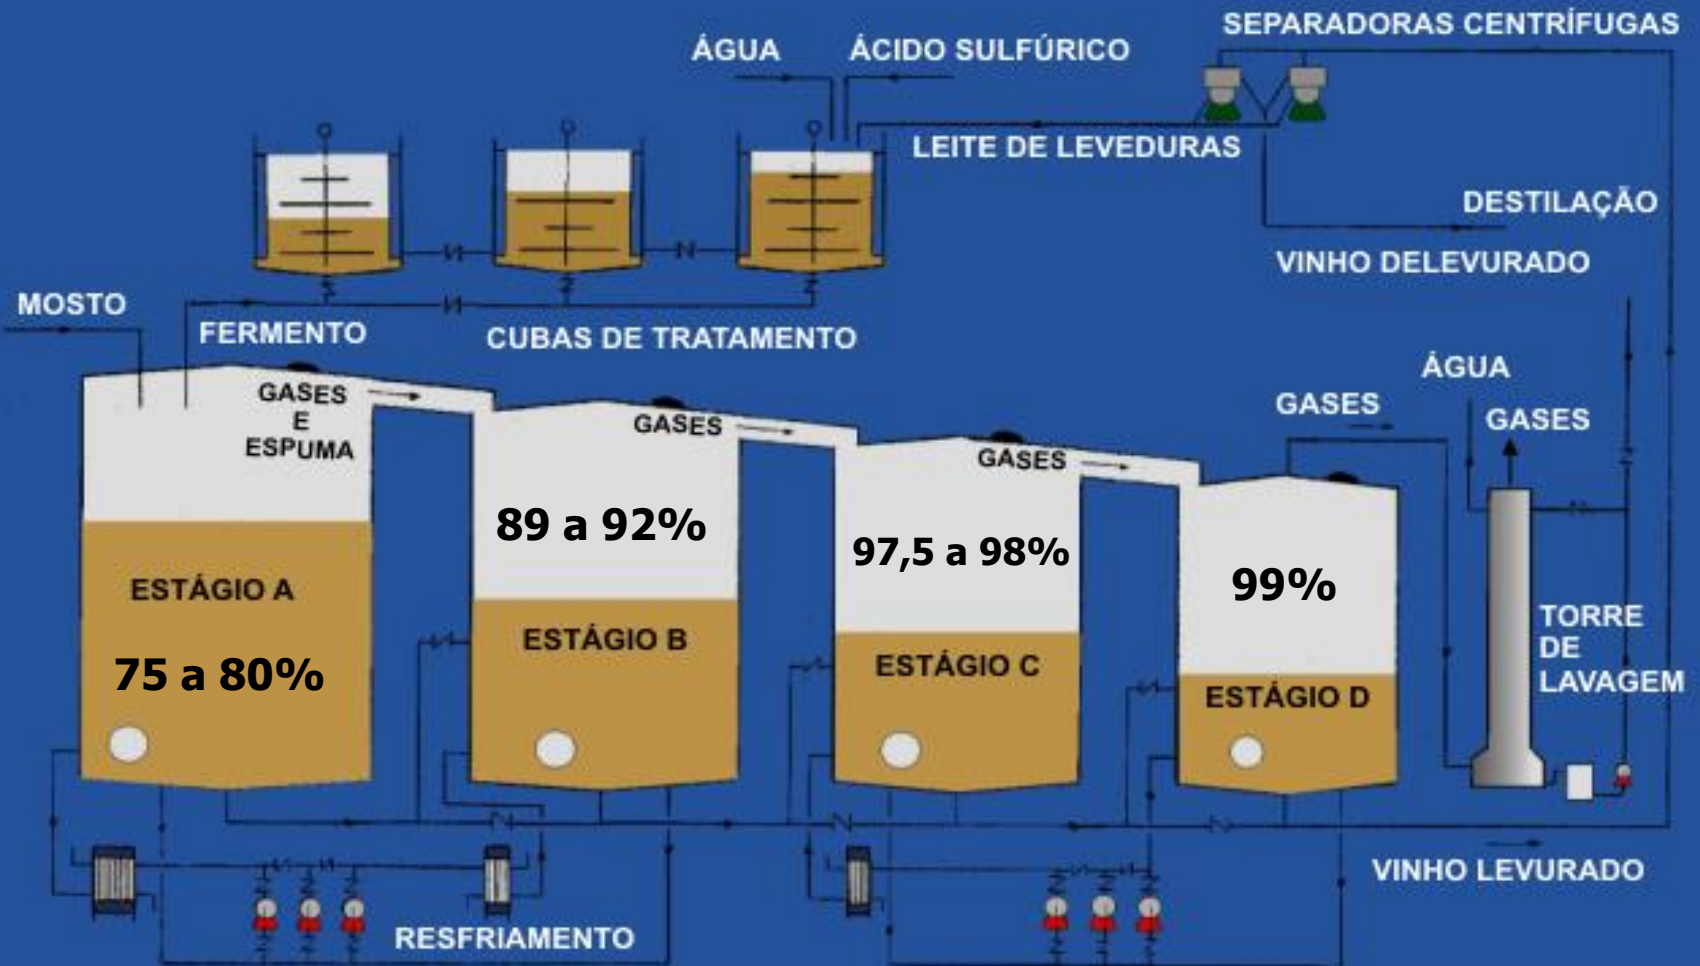 SEPARADORAS CENTRÍFUGAS
ÁGUA
ÁCIDO SULFÚRICO
LEITE DE LEVEDURAS
DESTILAÇÃO
VINHO DELEVURADO
MOSTO
FERMENTO
CUBAS DE TRATAMENTO
GASES
E
ESPUMA
GASES
GASES
GASES
ÁGUA
GASES
89 a 92%
97,5 a 98%
99%
ESTÁGIO A
75 a 80%
ESTÁGIO B
ESTÁGIO C
ESTÁGIO D
TORRE
DE
LAVAGEM
VINHO LEVURADO
RESFRIAMENTO